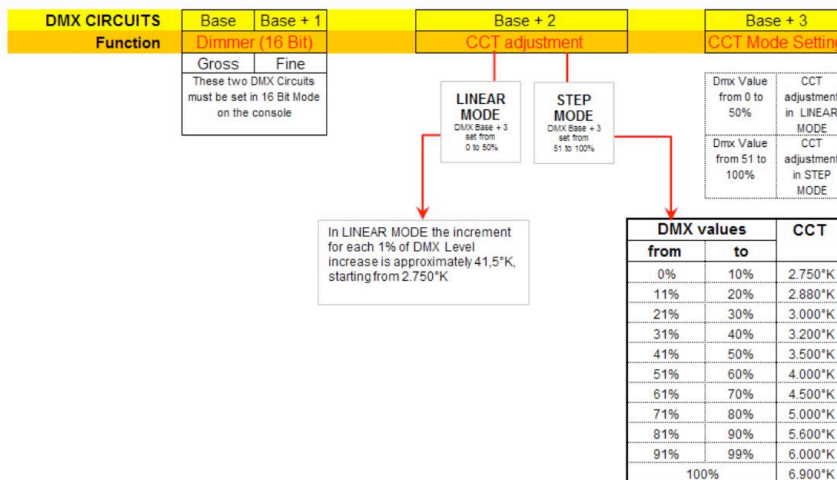 DMX CIRCUITS Base Base + 1 Base + 2 Base + 3
Function Dimmer (16 Bit) CCT adjustment CCT Mode Setting
Gross Fine
These two DMX Circuits
must be set in 16 Bit Mode
on the console
LINEAR
MODE
DMX Base + 3
set from
0 to 50%
STEP
MODE
DMX Base + 3
set from
51 to 100%
Dmx Value
from 0 to
50%
CCT
adjustment
in LINEAR
MODE
Dmx Value
from 51 to
100%
CCT
adjustment
in STEP
MODE
In LINEAR MODE the increment
for each 1% of DMX Level
increase is approximately 41,5°K,
starting from 2.750°K
DMX values CCT
from to
0% 10% 2.750°K
11% 20% 2.880°K
21% 30% 3.000°K
31% 40% 3.200°K
41% 50% 3.500°K
51% 60% 4.000°K
61% 70% 4.500°K
71% 80% 5.000°K
81% 90% 5.600°K
91% 99% 6.000°K
100% 6.900°K